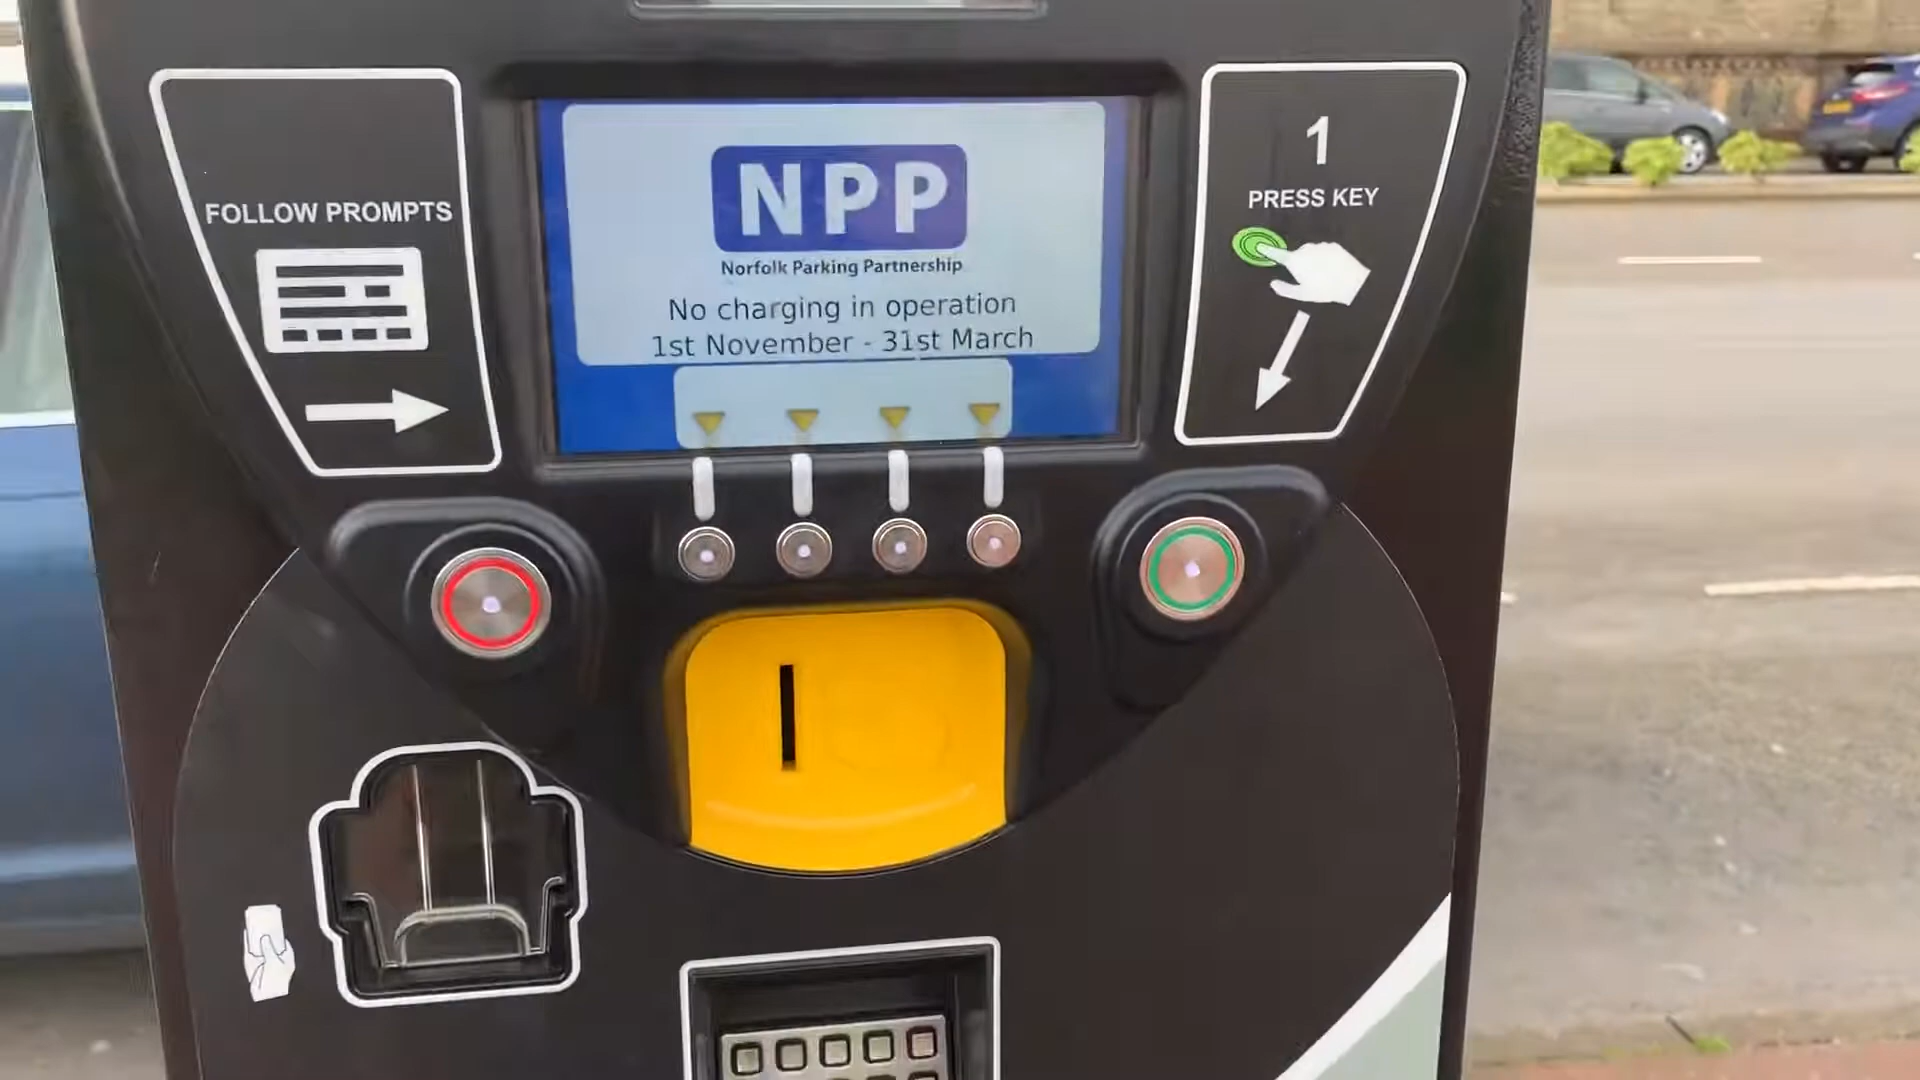 FOLLOW PROMPTS
NPP
Norfolk Parking Partnership
No charging in operation
1st November - 31st March
1
PRESS KEY